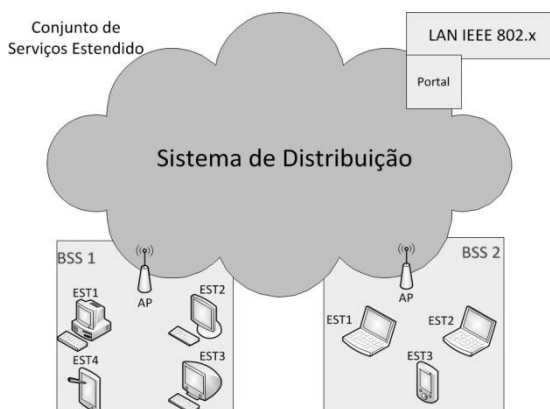 Conjunto de
Serviços Estendido
LAN IEEE 802.x
Portal
Sistema de Distribuição
BSS 1
AP
EST1
EST2
EST4
EST3
BSS 2
AP
EST1
EST2
EST3